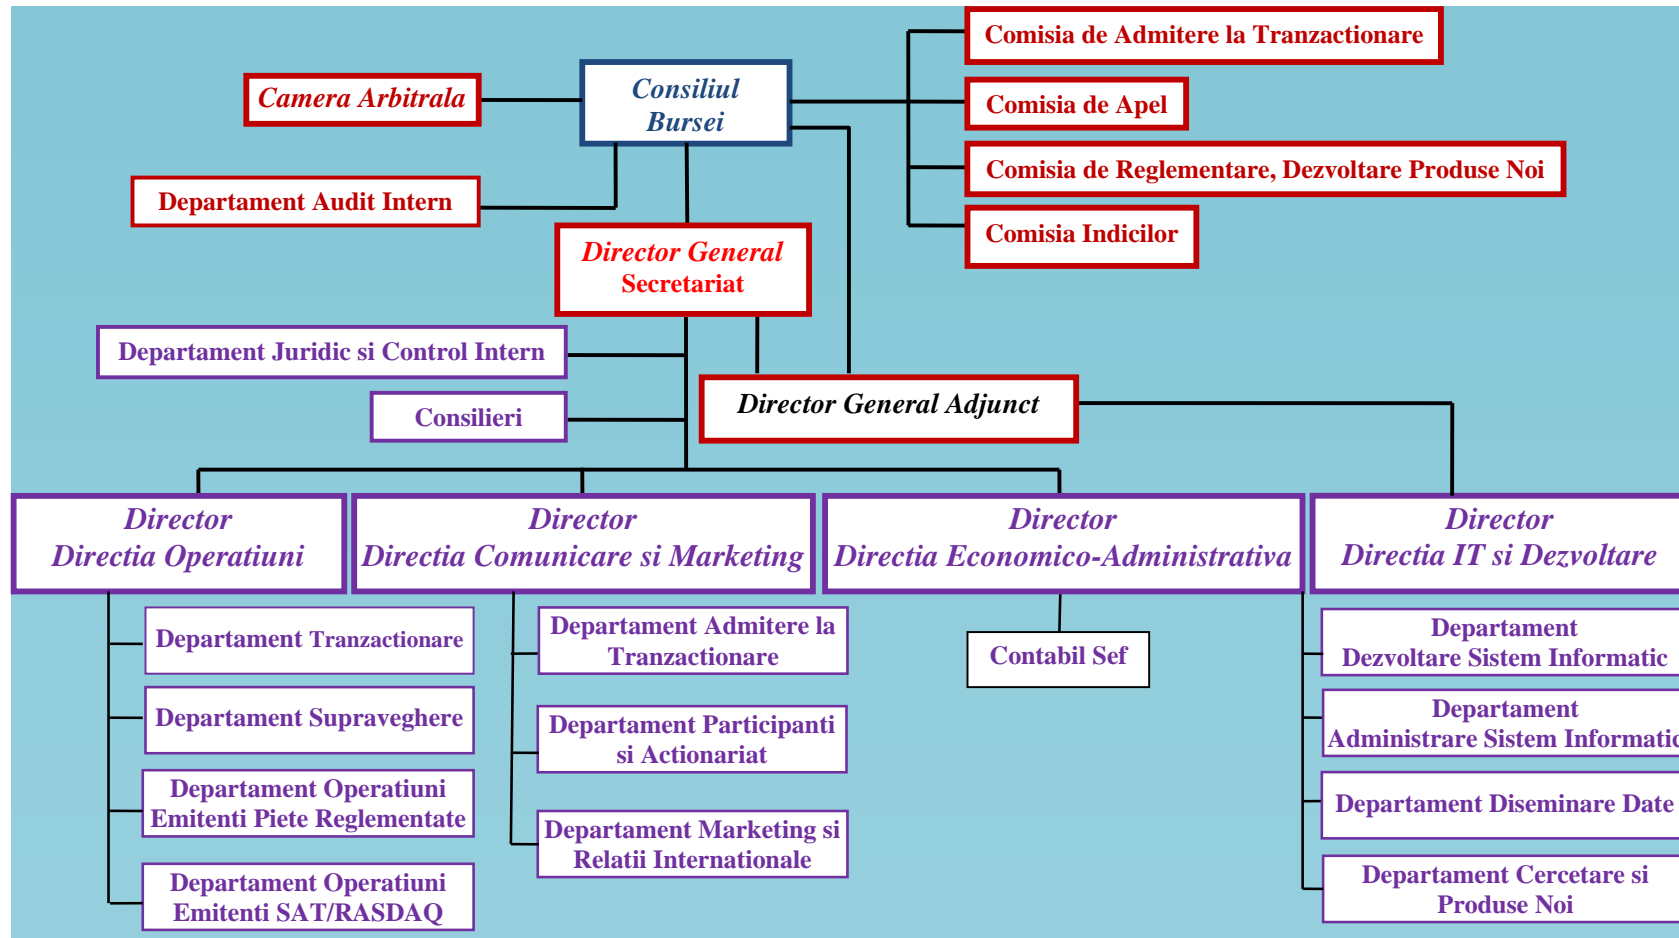 Comisia de Admitere la Tranzactionare
Camera Arbitrala
Consiliul
Bursei
Comisia de Apel
Comisia de Reglementare, Dezvoltare Produse Noi
Departament Audit Intern
Comisia Indicilor
Director General
Secretariat
Departament Juridic si Control Intern
Consilieri
Director General Adjunct
Director
Directia Operatiuni
Director
Directia Comunicare si Marketing
Director
Directia Economico-Administrativa
Director
Directia IT si Dezvoltare
Departament Tranzactionare
Departament Supraveghere
Departament Operatiuni
Emitenti Piete Reglementate
Departament Operatiuni
Emitenti SAT/RASDAQ
Departament Admitere la
Tranzactionare
Departament Participanti
si Actionariat
Departament Marketing si
Relatii Internationale
Contabil Sef
Departament
Dezvoltare Sistem Informatic
Departament
Administrare Sistem Informatic
Departament Diseminare Date
Departament Cercetare si
Produse Noi